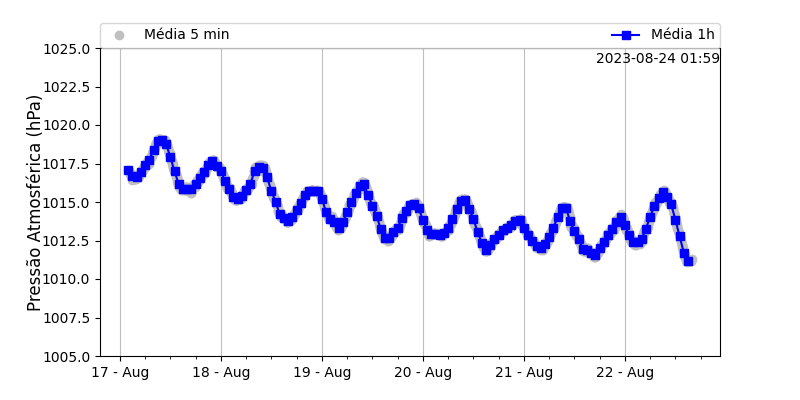 Média 5 min
Média 1h
2023-08-24 01:59
Pressão Atmosférica (hPa)
1025.0
1022.5
1020.0
1017.5
1015.0
1012.5
1010.0
1007.5
1005.0
17 - Aug
18 - Aug
19 - Aug
20 - Aug
21 - Aug
22 - Aug